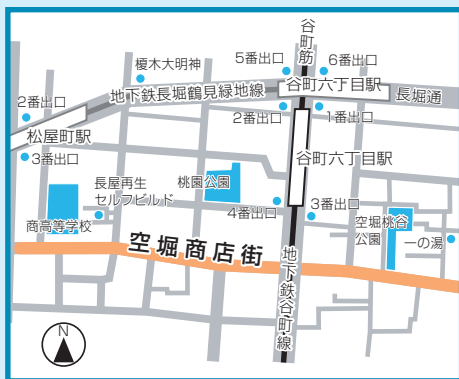 谷町筋
榎木大明神
5番出口
6番出口
谷町六丁目駅
地下鉄長堀鶴見緑地線
長堀通
2番出口
2番出口
1番出口
松屋町駅
3番出口
谷町六丁目駅
長屋再生
セルフビルド
桃園公園
4番出口
3番出口
商高等学校
空堀桃谷
公園
一の湯
空堀商店街
地下鉄谷町線
N